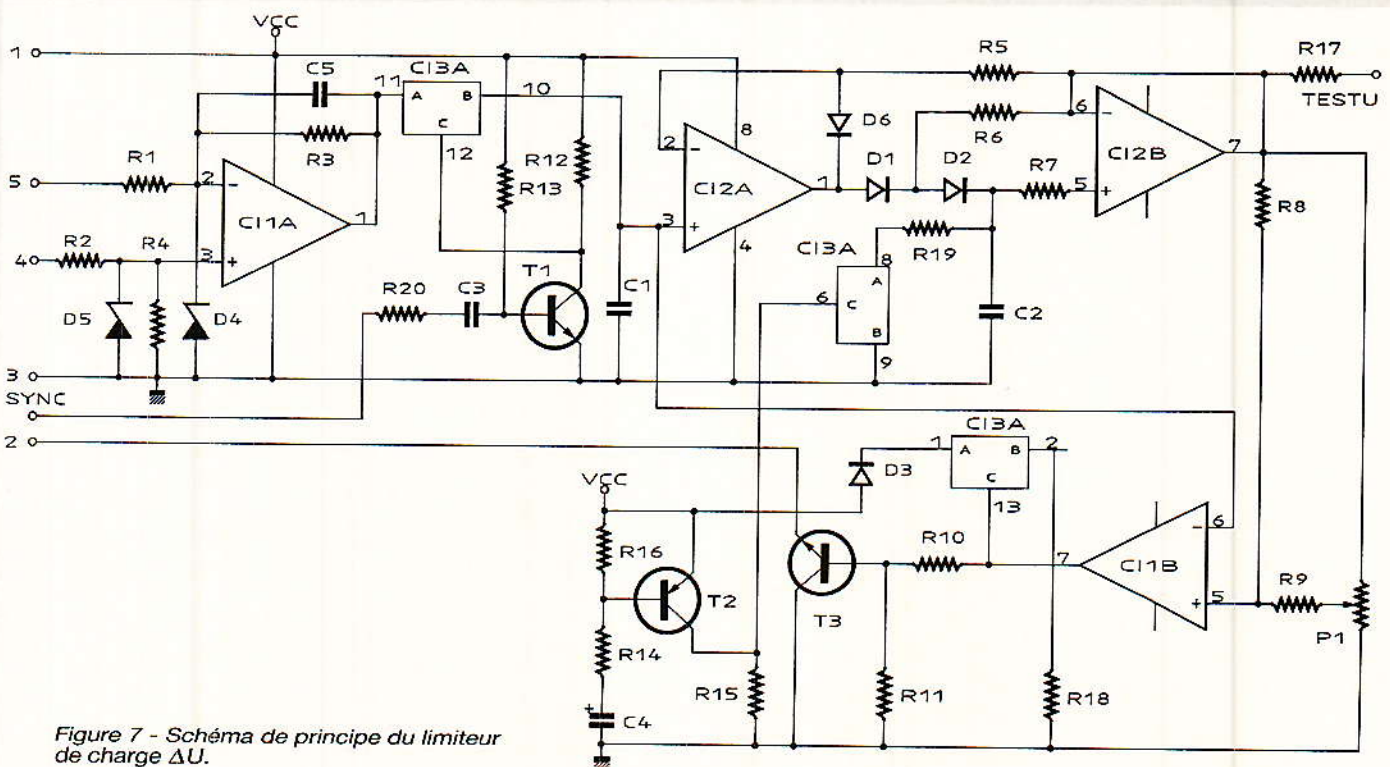 VCC
1
C5
CI3A
11
A
B
10
C
12
R5
R17
TESTU
R3
R12
R13
2
-
8
D6
R6
6
-
CI2B
7
R1
5
2
-
CI1A
1
CI2A
1
D1
D2
R7
5
+
R2
R4
4
3
+
3
+
4
CI3A
8
R19
R8
T1
R20
C3
C1
6
C
A
B
9
C2
D5
D4
3
SYNC
2
CI3A
1
A
B
2
C
13
D3
VCC
R16
T2
R10
7
CI1B
6
-
5
+
R9
P1
T3
R14
R15
R11
R18
+
C4
Figure 7 - Schéma de principe du limiteur
de charge ΔU.